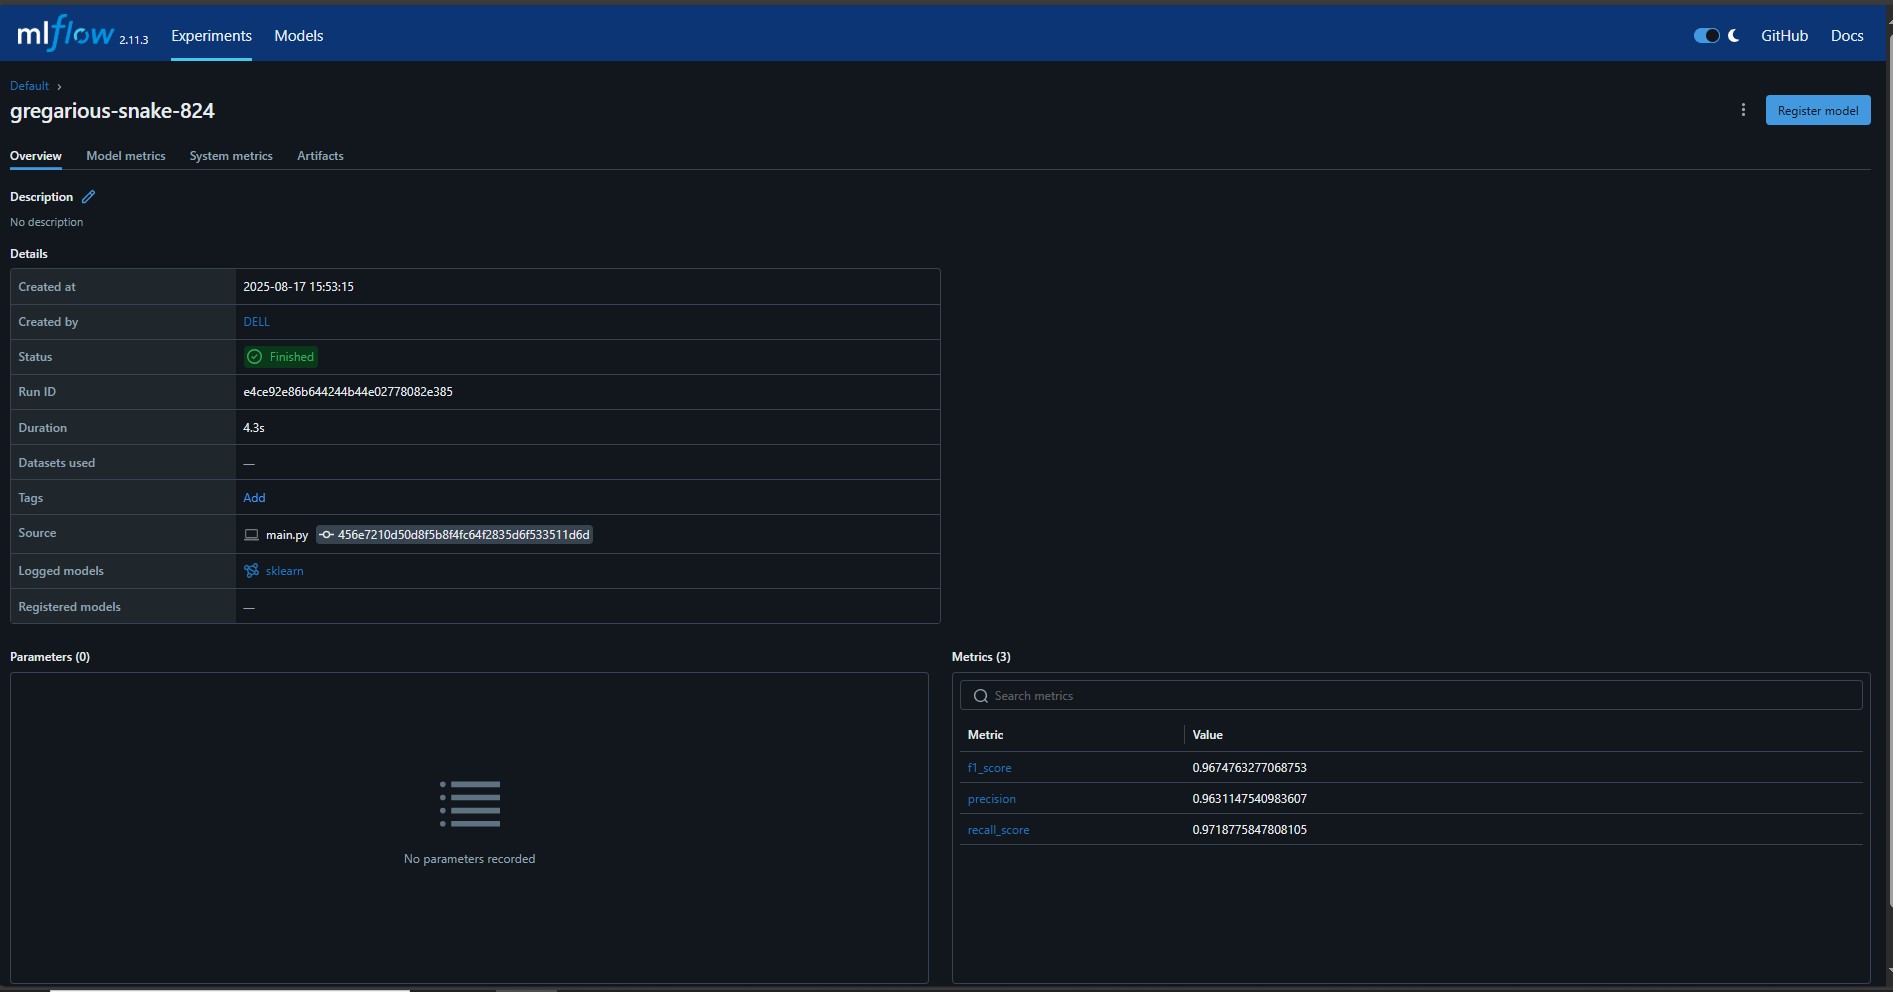 mlflow 2.11.3 Experiments Models GitHub Docs
Default ›
gregarious-snake-824
Register model
Overview Model metrics System metrics Artifacts
Description
No description
Details
Created at 2025-08-17 15:53:15
Created by DELL
Status Finished
Run ID e4ce92e86b644244b44e02778082e385
Duration 4.3s
Datasets used —
Tags Add
Source main.py 456e7210d50d8f5b8f4fc64f2835d6f533511d6d
Logged models sklearn
Registered models —
Parameters (0)
No parameters recorded
Metrics (3)
Search metrics
Metric Value
f1_score 0.9674763277068753
precision 0.9631147540983607
recall_score 0.9718775847808105